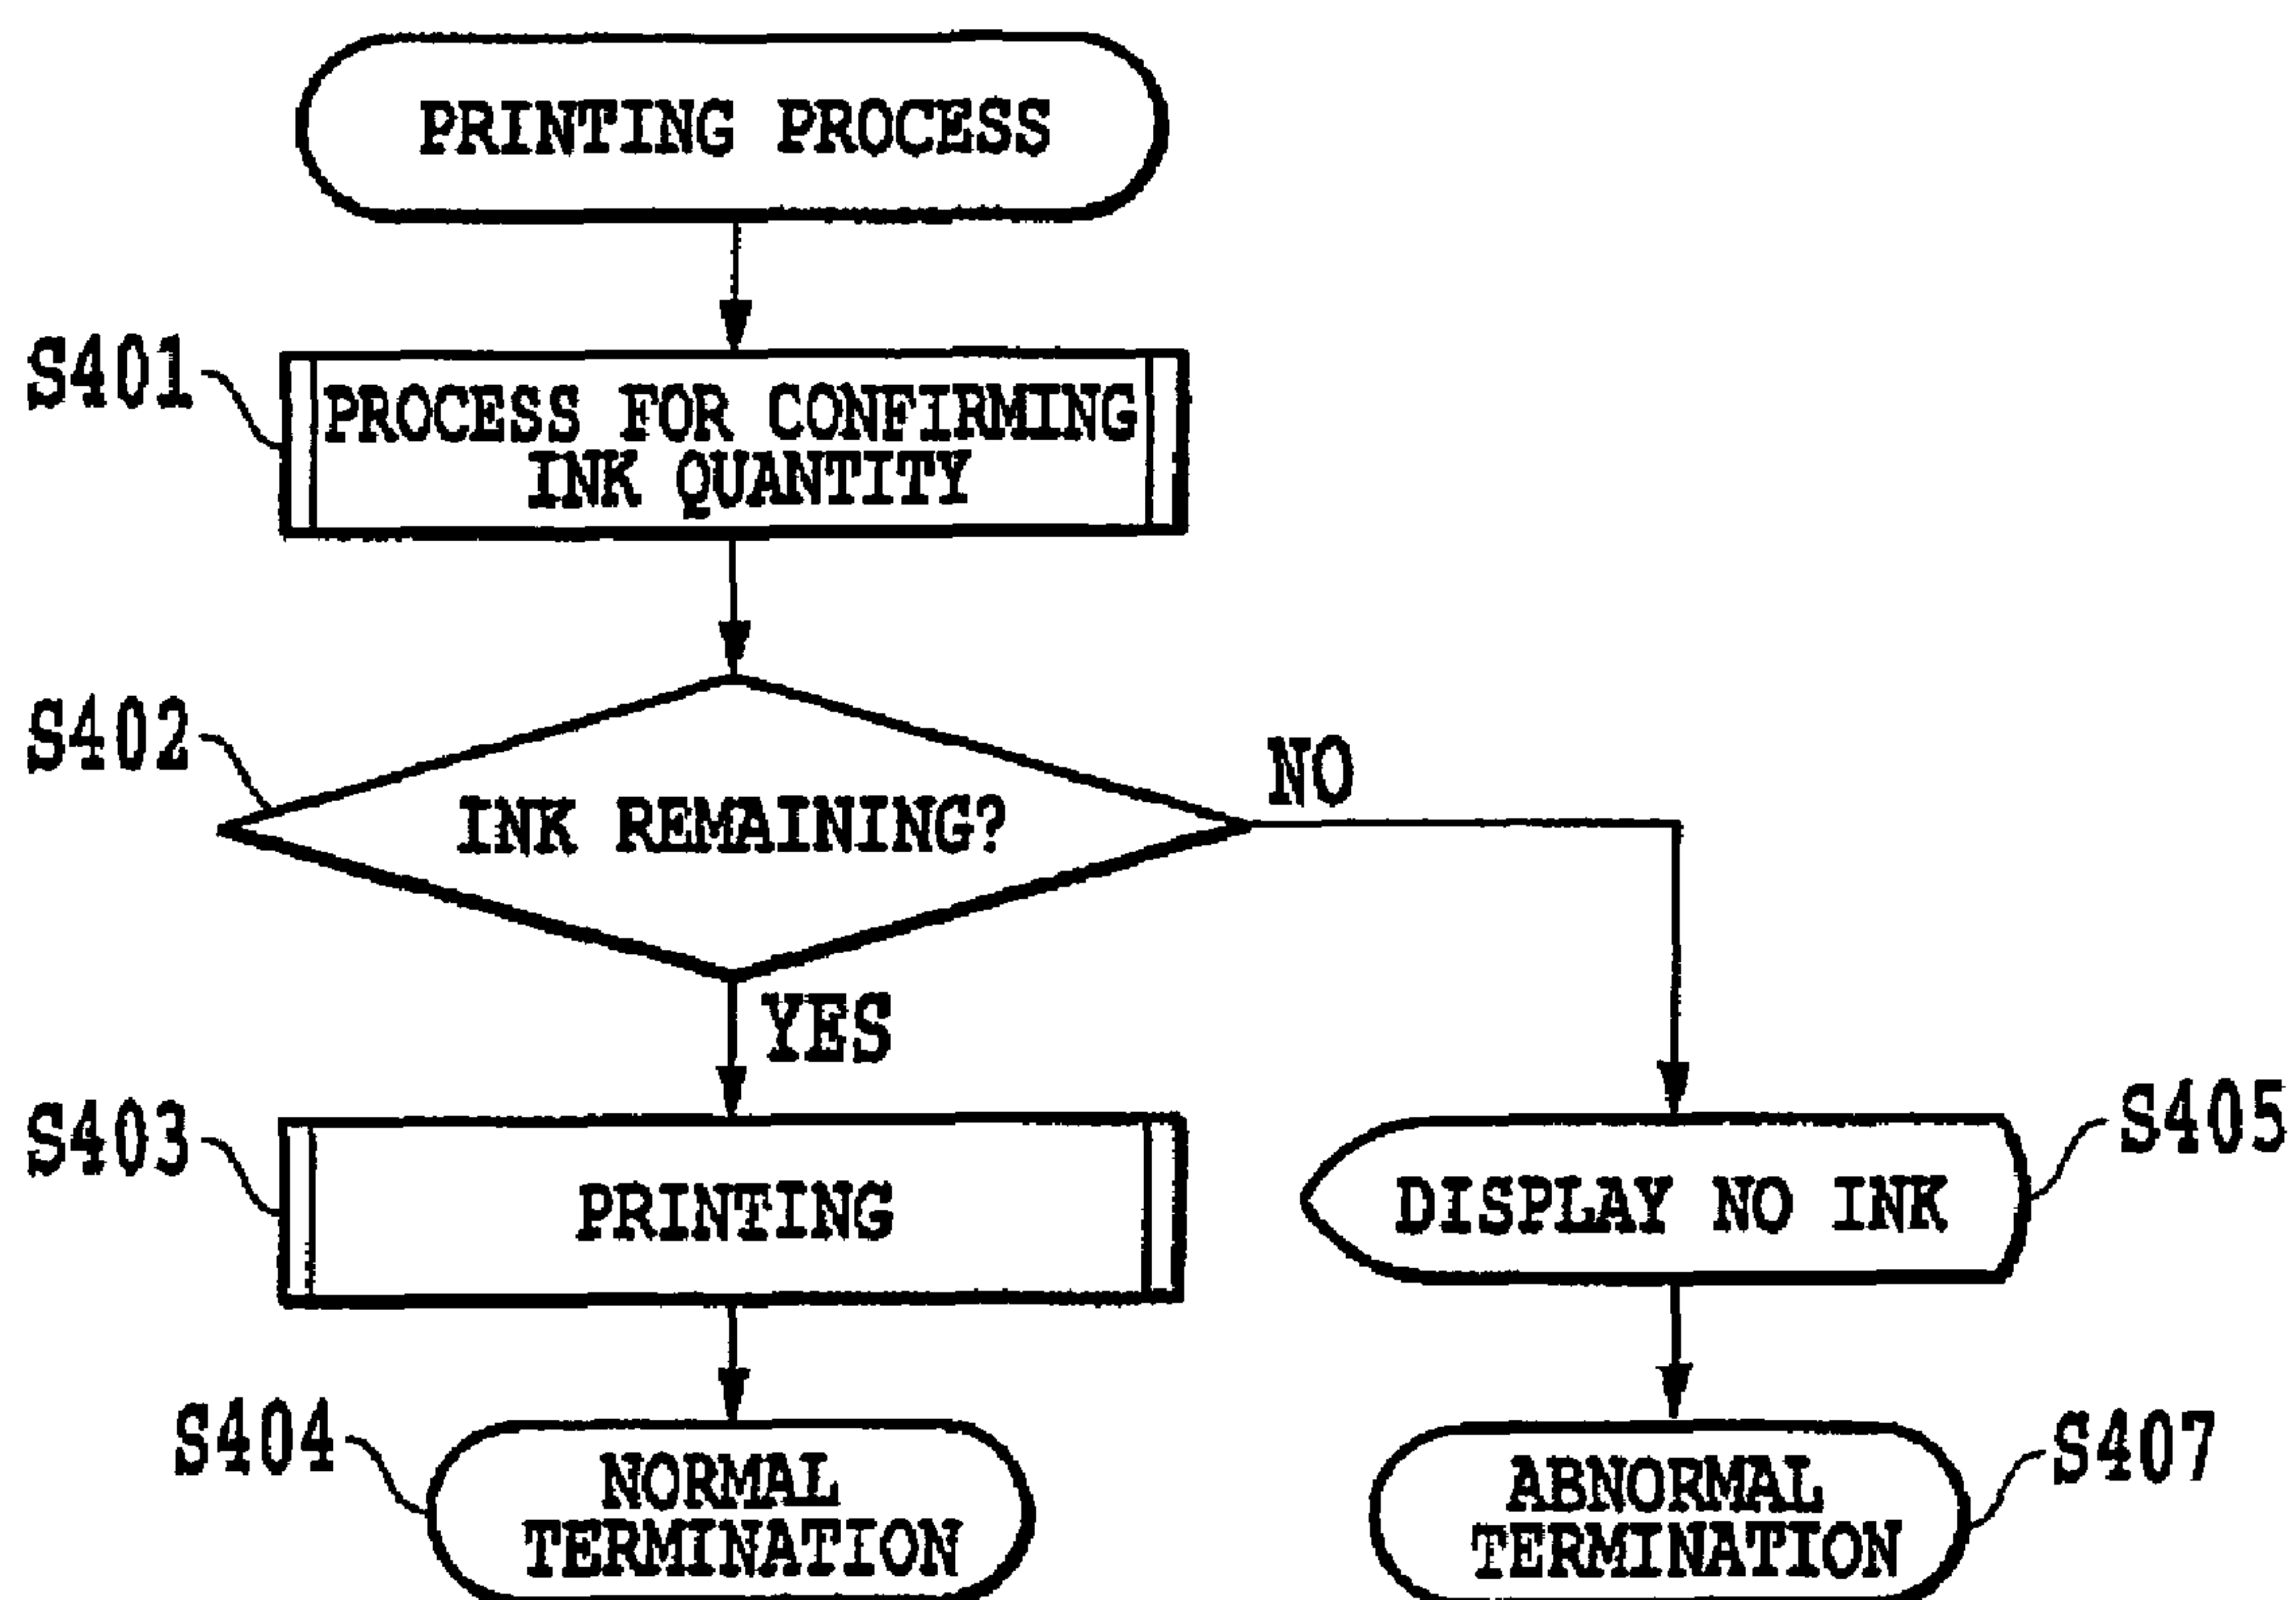 PRINTING PROCESS
S401
PROCESS FOR CONFIRMING
INK QUANTITY
S402
INK REMAINING?
NO
YES
S403
PRINTING
DISPLAY NO INK
S405
S404
NORMAL
TERMINATION
ABNORMAL
TERMINATION
S407